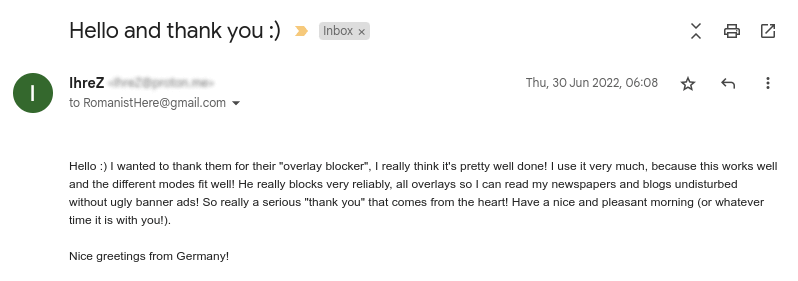 Hello and thank you :)
Inbox ×
I
IhreZ
Thu, 30 Jun 2022, 06:08
to RomanistHere@gmail.com
Hello :) I wanted to thank them for their "overlay blocker", I really think it's pretty well done! I use it very much, because this works well
and the different modes fit well! He really blocks very reliably, all overlays so I can read my newspapers and blogs undisturbed
without ugly banner ads! So really a serious "thank you" that comes from the heart! Have a nice and pleasant morning (or whatever
time it is with you!).
Nice greetings from Germany!